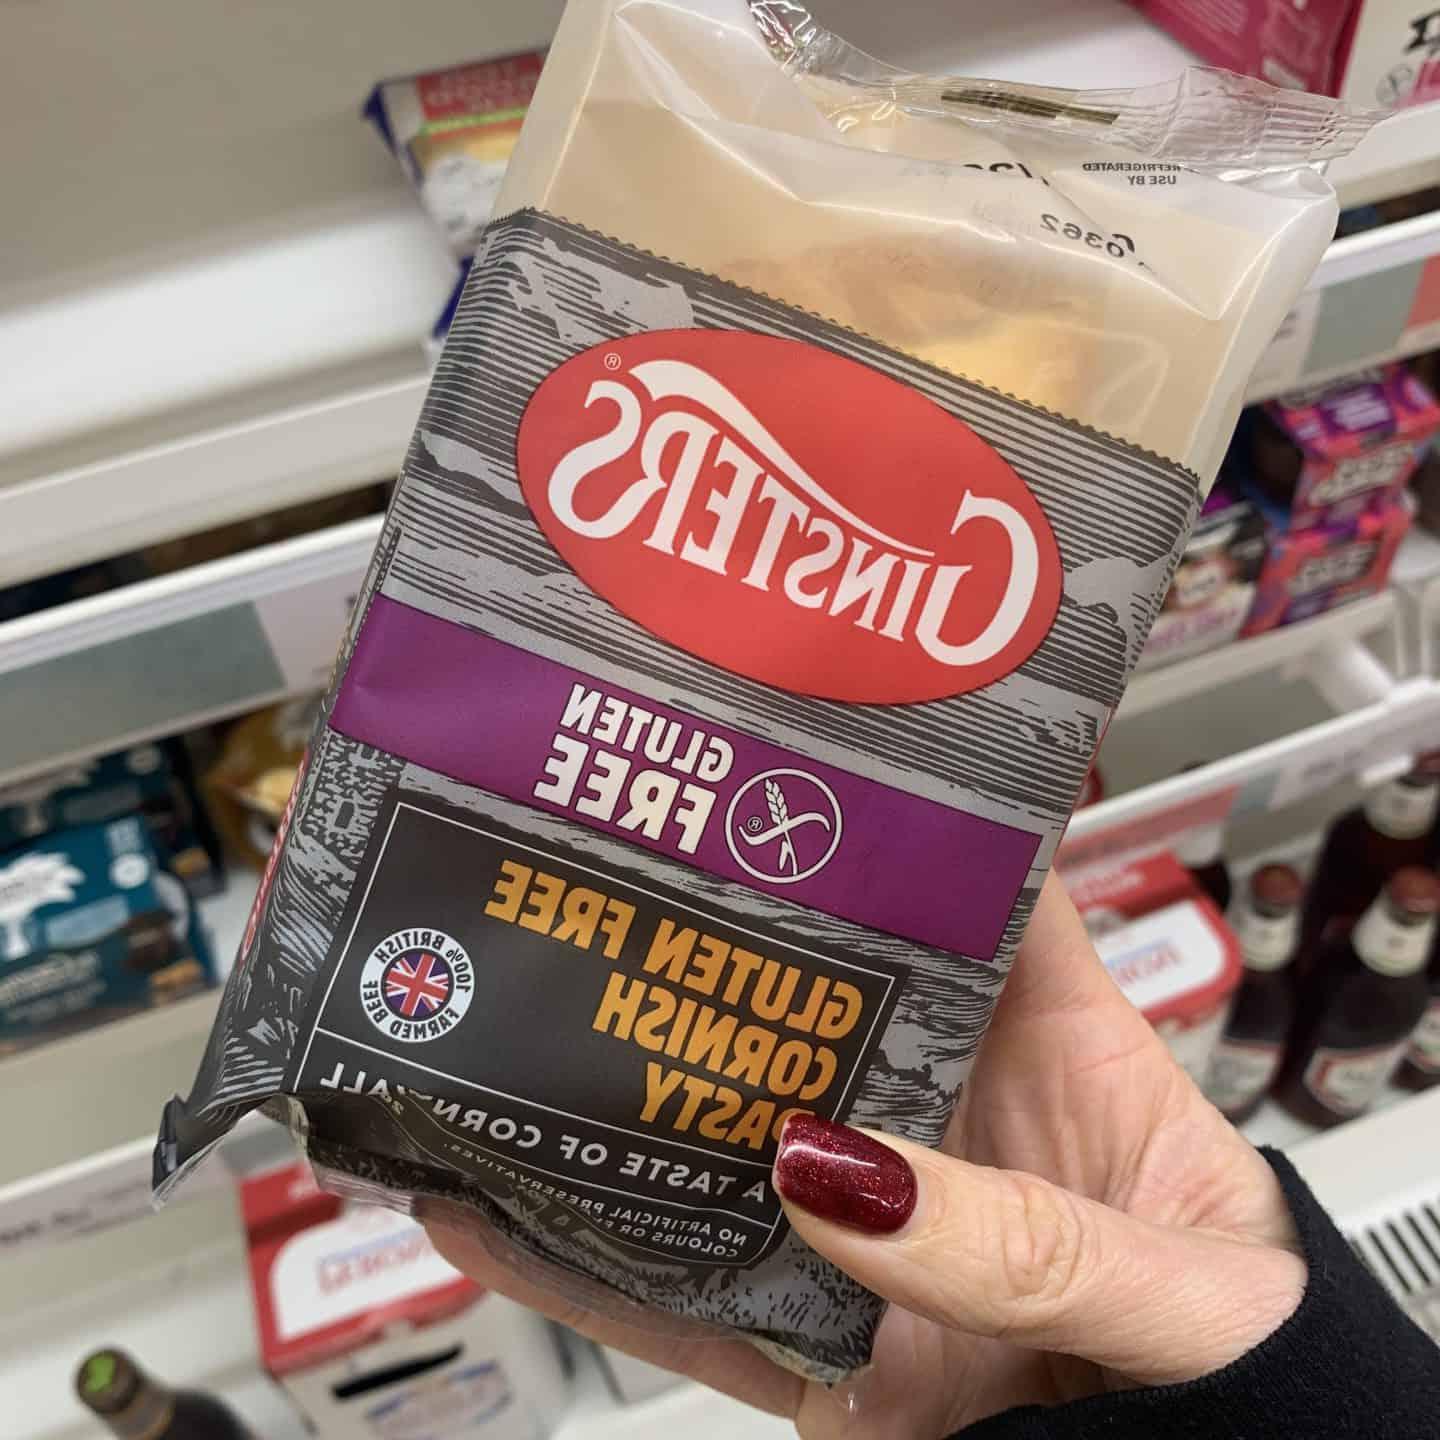 REFRIGERATED
USE BY
0362
GINSTERS®
GLUTEN
FREE
®
GLUTEN FREE
CORNISH
PASTY
100% BRITISH
FARMED BEEF
A TASTE OF CORNWALL
NO ARTIFICIAL PRESERVATIVES,
COLOURS OR